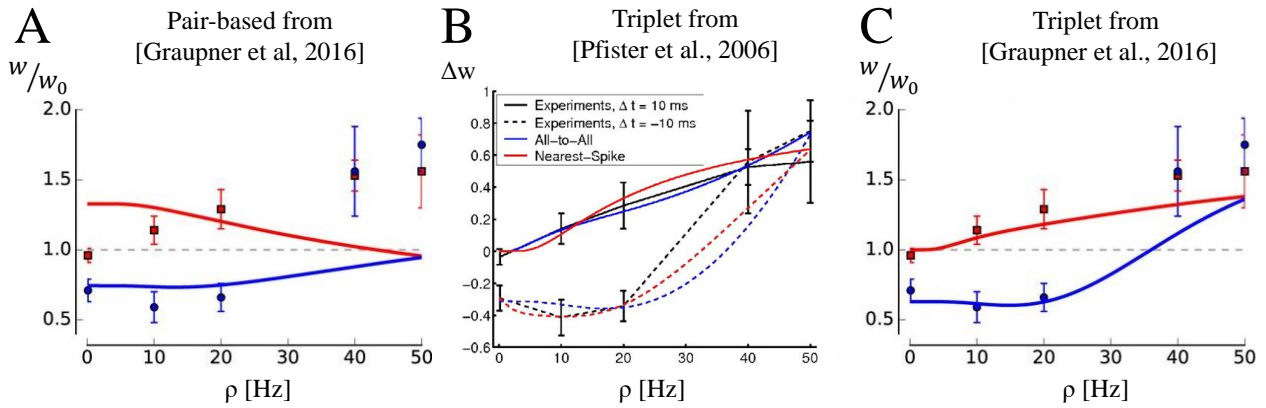 A
Pair-based from
[Graupner et al, 2016]
w/w0
2.0
1.5
1.0
0.5
0
10
20
30
40
50
ρ [Hz]
B
Triplet from
[Pfister et al., 2006]
Δw
1
0.8
0.6
0.4
0.2
0
−0.2
−0.4
−0.6
Experiments, Δ t = 10 ms
Experiments, Δ t = −10 ms
All−to−All
Nearest−Spike
0
10
20
30
40
50
ρ [Hz]
C
Triplet from
[Graupner et al, 2016]
w/w0
2.0
1.5
1.0
0.5
0
10
20
30
40
50
ρ [Hz]